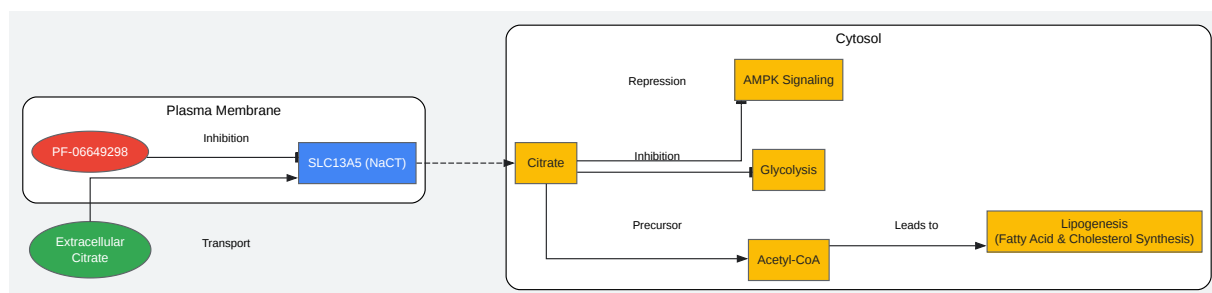 Cytosol
Repression
AMPK Signaling
Plasma Membrane
PF-06649298
Inhibition
SLC13A5 (NaCT)
Citrate
Inhibition
Glycolysis
Extracellular
Citrate
Transport
Precursor
Acetyl-CoA
Leads to
Lipogenesis
(Fatty Acid & Cholesterol Synthesis)